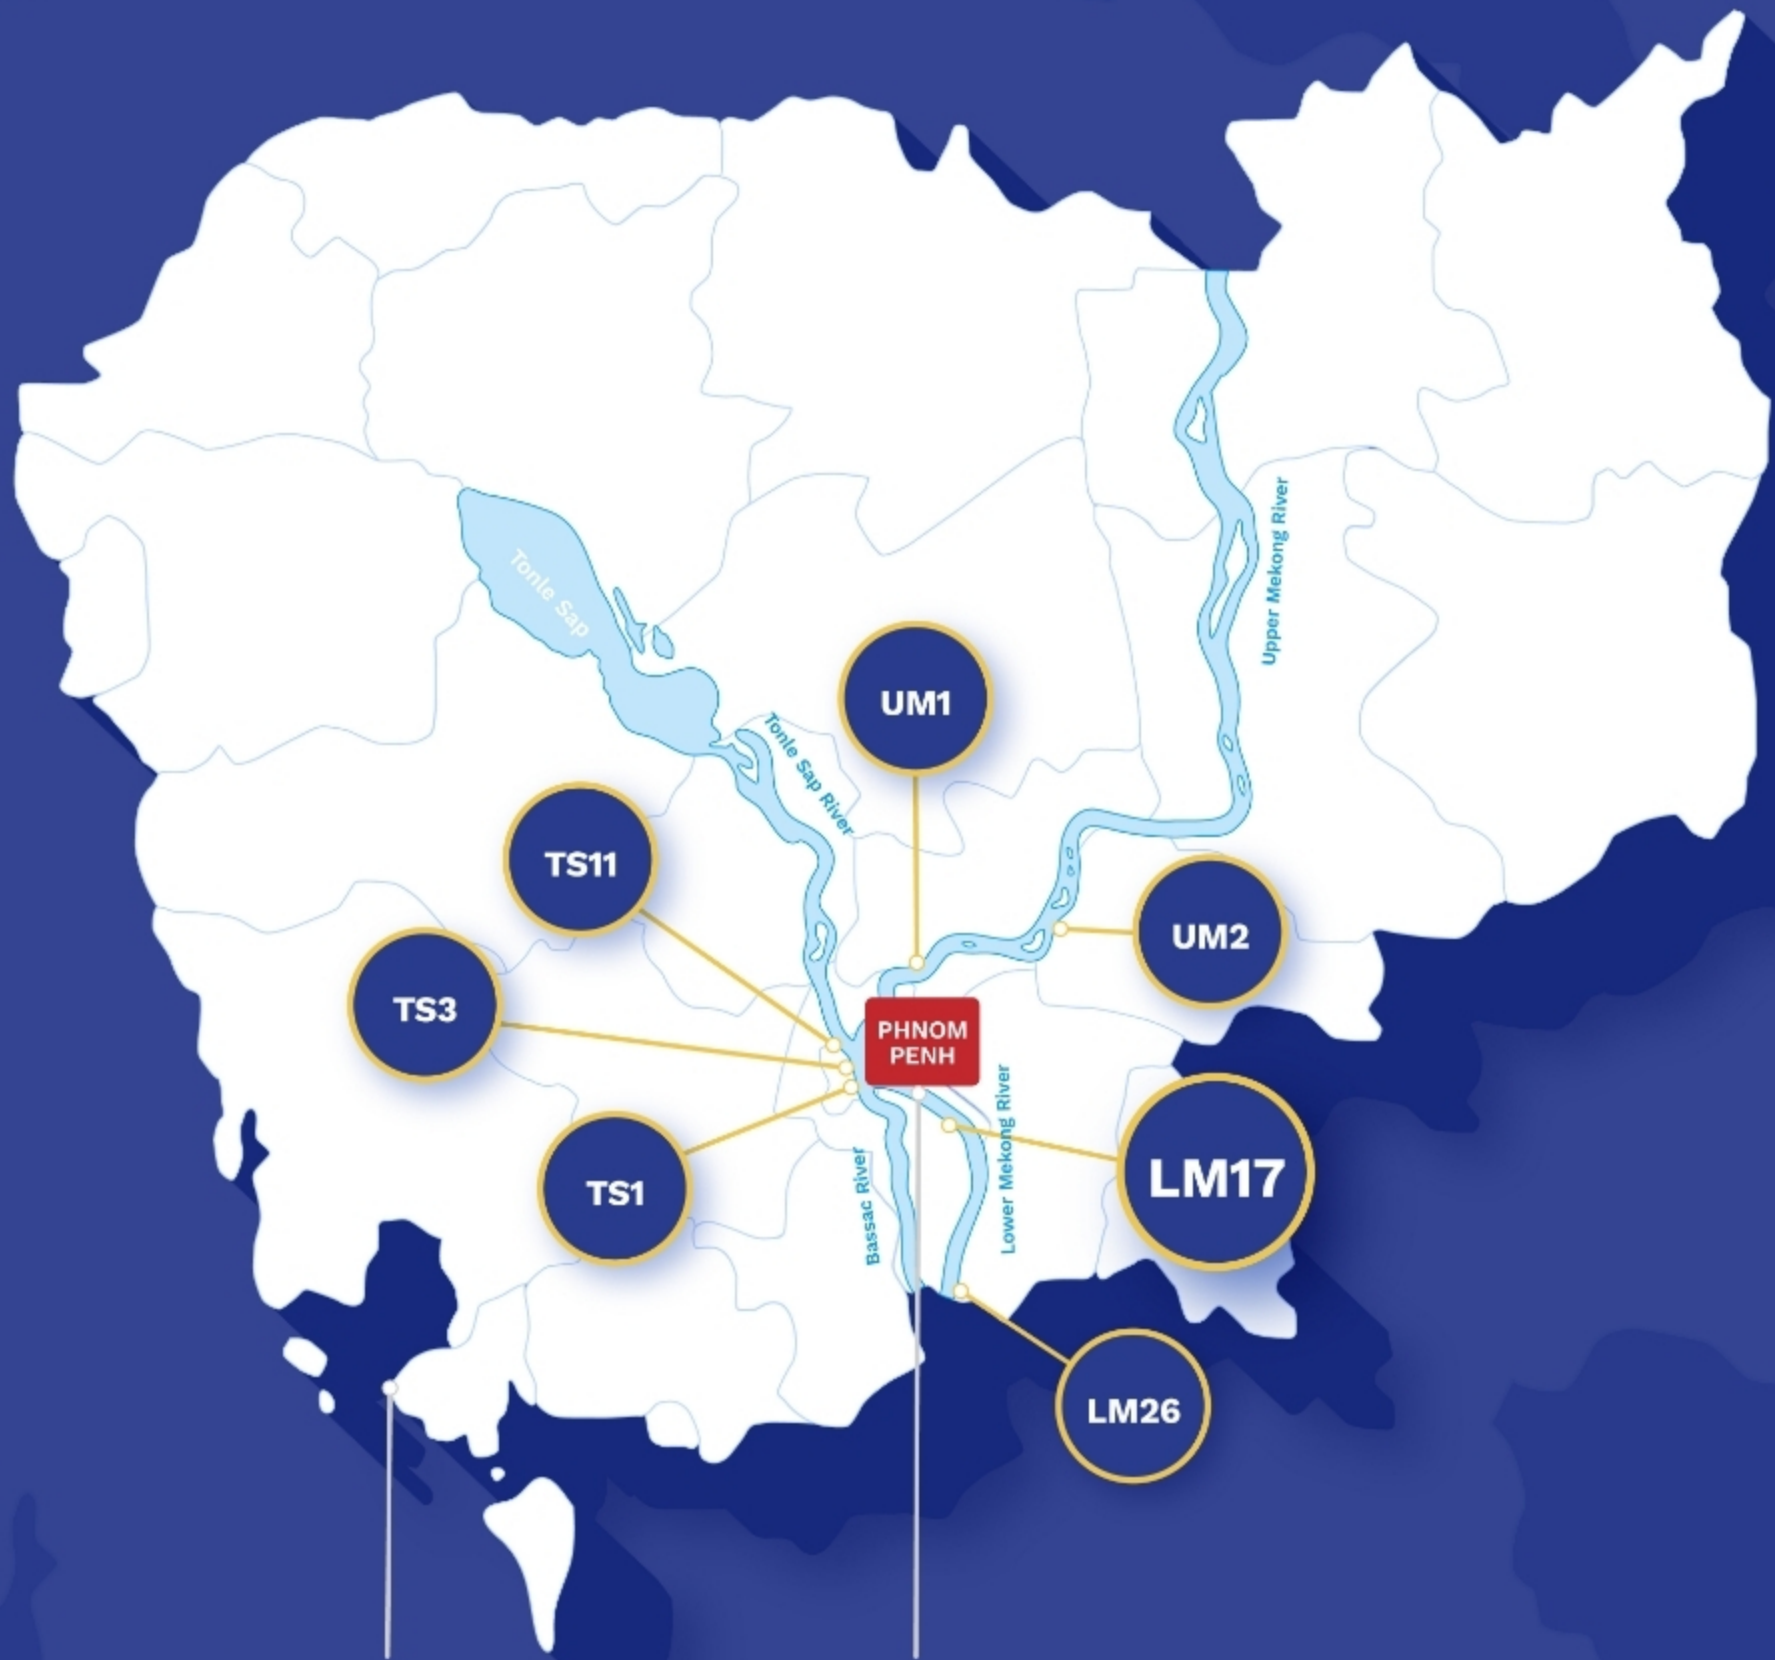 Tonle Sap
Upper Mekong River
UM1
Tonle Sap River
TS11
UM2
TS3
PHNOM
PENH
LM17
TS1
Bassac River
Lower Mekong River
LM26